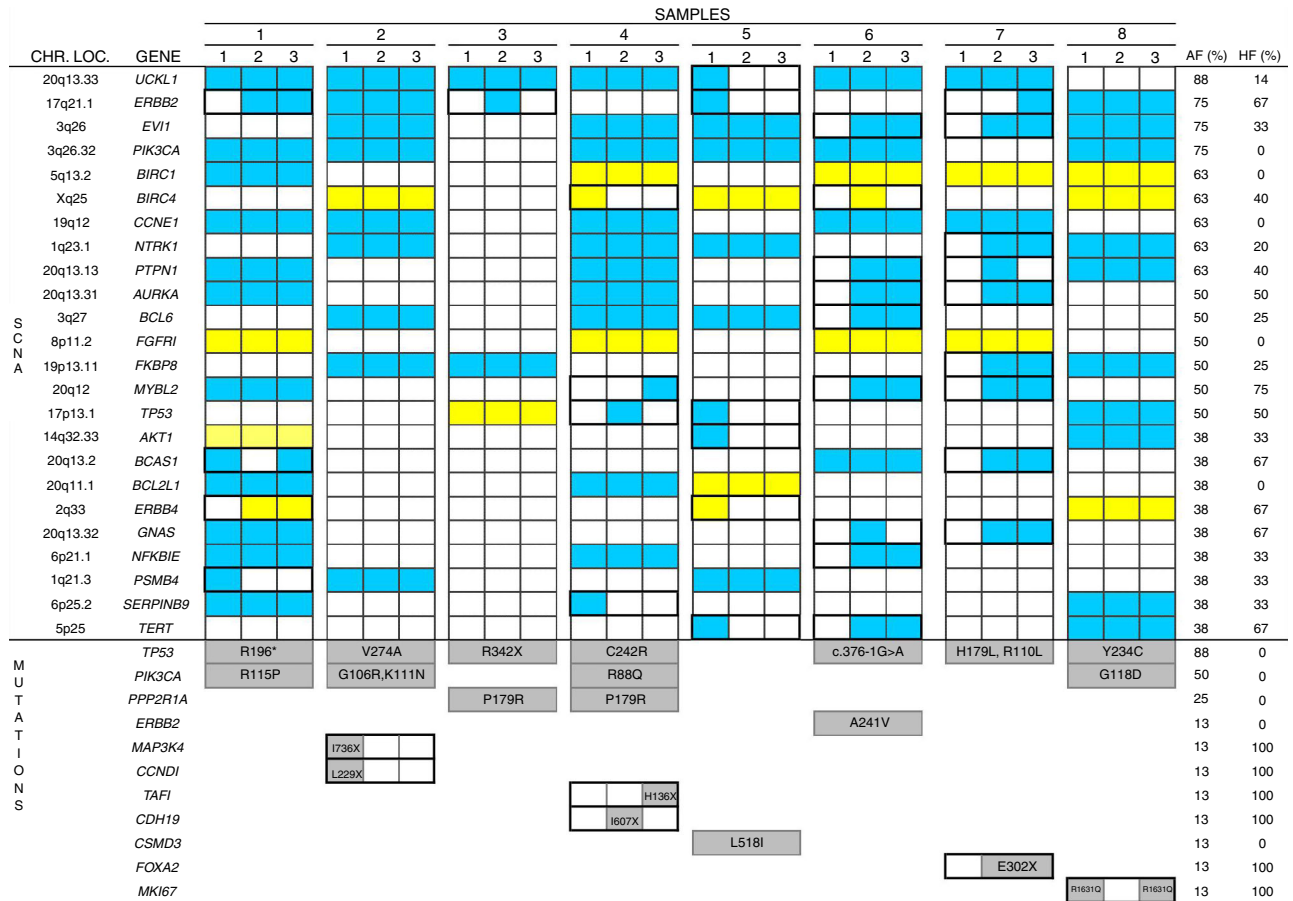 SAMPLES
1 2 3 4 5 6 7 8
CHR. LOC. GENE 1 2 3 1 2 3 1 2 3 1 2 3 1 2 3 1 2 3 1 2 3 1 2 3 AF (%) HF (%)
20q13.33 UCKL1 88 14
17q21.1 ERBB2 75 67
3q26 EVI1 75 33
3q26.32 PIK3CA 75 0
5q13.2 BIRC1 63 0
Xq25 BIRC4 63 40
19q12 CCNE1 63 0
1q23.1 NTRK1 63 20
20q13.13 PTPN1 63 40
20q13.31 AURKA 50 50
3q27 BCL6 50 25
8p11.2 FGFRI 50 0
19p13.11 FKBP8 50 25
20q12 MYBL2 50 75
17p13.1 TP53 50 50
14q32.33 AKT1 38 33
20q13.2 BCAS1 38 67
20q11.1 BCL2L1 38 0
2q33 ERBB4 38 67
20q13.32 GNAS 38 67
6p21.1 NFKBIE 38 33
1q21.3 PSMB4 38 33
6p25.2 SERPINB9 38 33
5p25 TERT 38 67
SCNA
TP53 R196* V274A R342X C242R c.376-1G>A H179L, R110L Y234C 88 0
PIK3CA R115P G106R,K111N R88Q G118D 50 0
PPP2R1A P179R P179R 25 0
ERBB2 A241V 13 0
MAP3K4 I736X 13 100
CCNDI L229X 13 100
TAFI H136X 13 100
CDH19 I607X 13 100
CSMD3 L518I 13 0
FOXA2 E302X 13 100
MKI67 R1631Q R1631Q 13 100
MUTATIONS